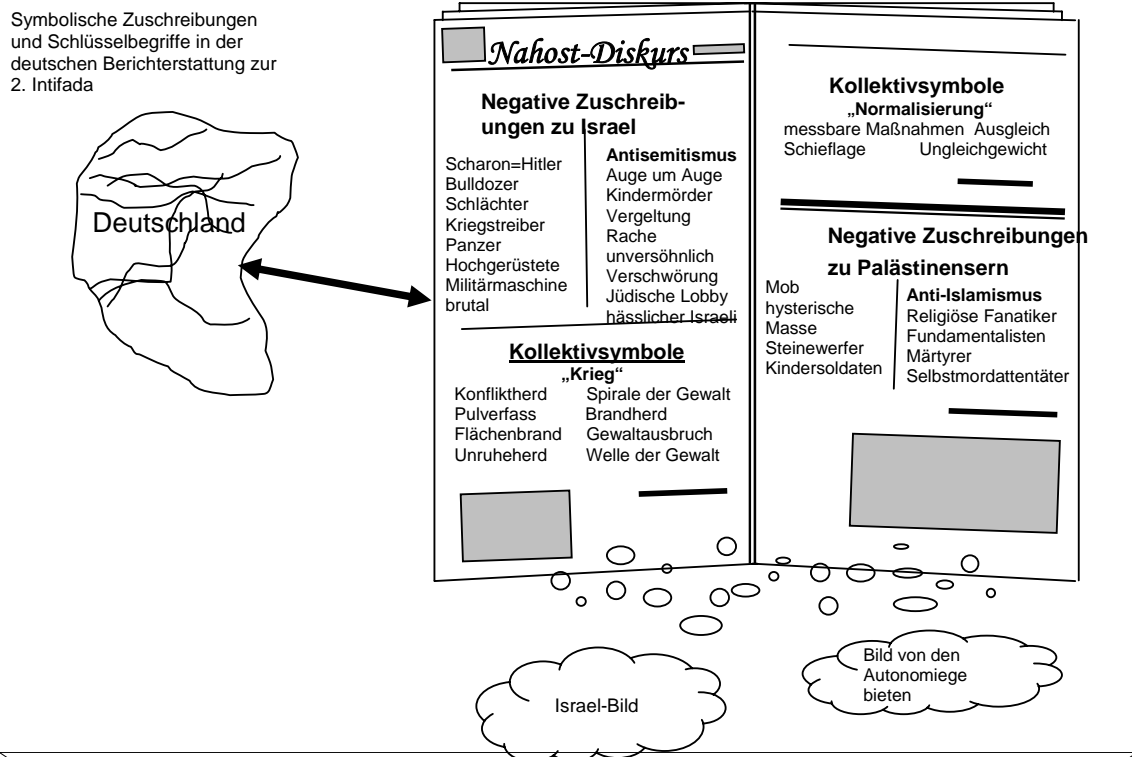 Symbolische Zuschreibungen
und Schlüsselbegriffe in der
deutschen Berichterstattung zur
2. Intifada
Deutschland
Nahost-Diskurs
Negative Zuschreib-
ungen zu Israel
Scharon=Hitler
Bulldozer
Schlächter
Kriegstreiber
Panzer
Hochgerüstete
Militärmaschine
brutal
Antisemitismus
Auge um Auge
Kindermörder
Vergeltung
Rache
unversöhnlich
Verschwörung
Jüdische Lobby
hässlicher Israeli
Kollektivsymbole
„Krieg“
Konfliktherd Spirale der Gewalt
Pulverfass Brandherd
Flächenbrand Gewaltausbruch
Unruheherd Welle der Gewalt
Kollektivsymbole
„Normalisierung“
messbare Maßnahmen Ausgleich
Schieflage Ungleichgewicht
Negative Zuschreibungen
zu Palästinensern
Mob
hysterische
Masse
Steinewerfer
Kindersoldaten
Anti-Islamismus
Religiöse Fanatiker
Fundamentalisten
Märtyrer
Selbstmordattentäter
Israel-Bild
Bild von den
Autonomiege
bieten